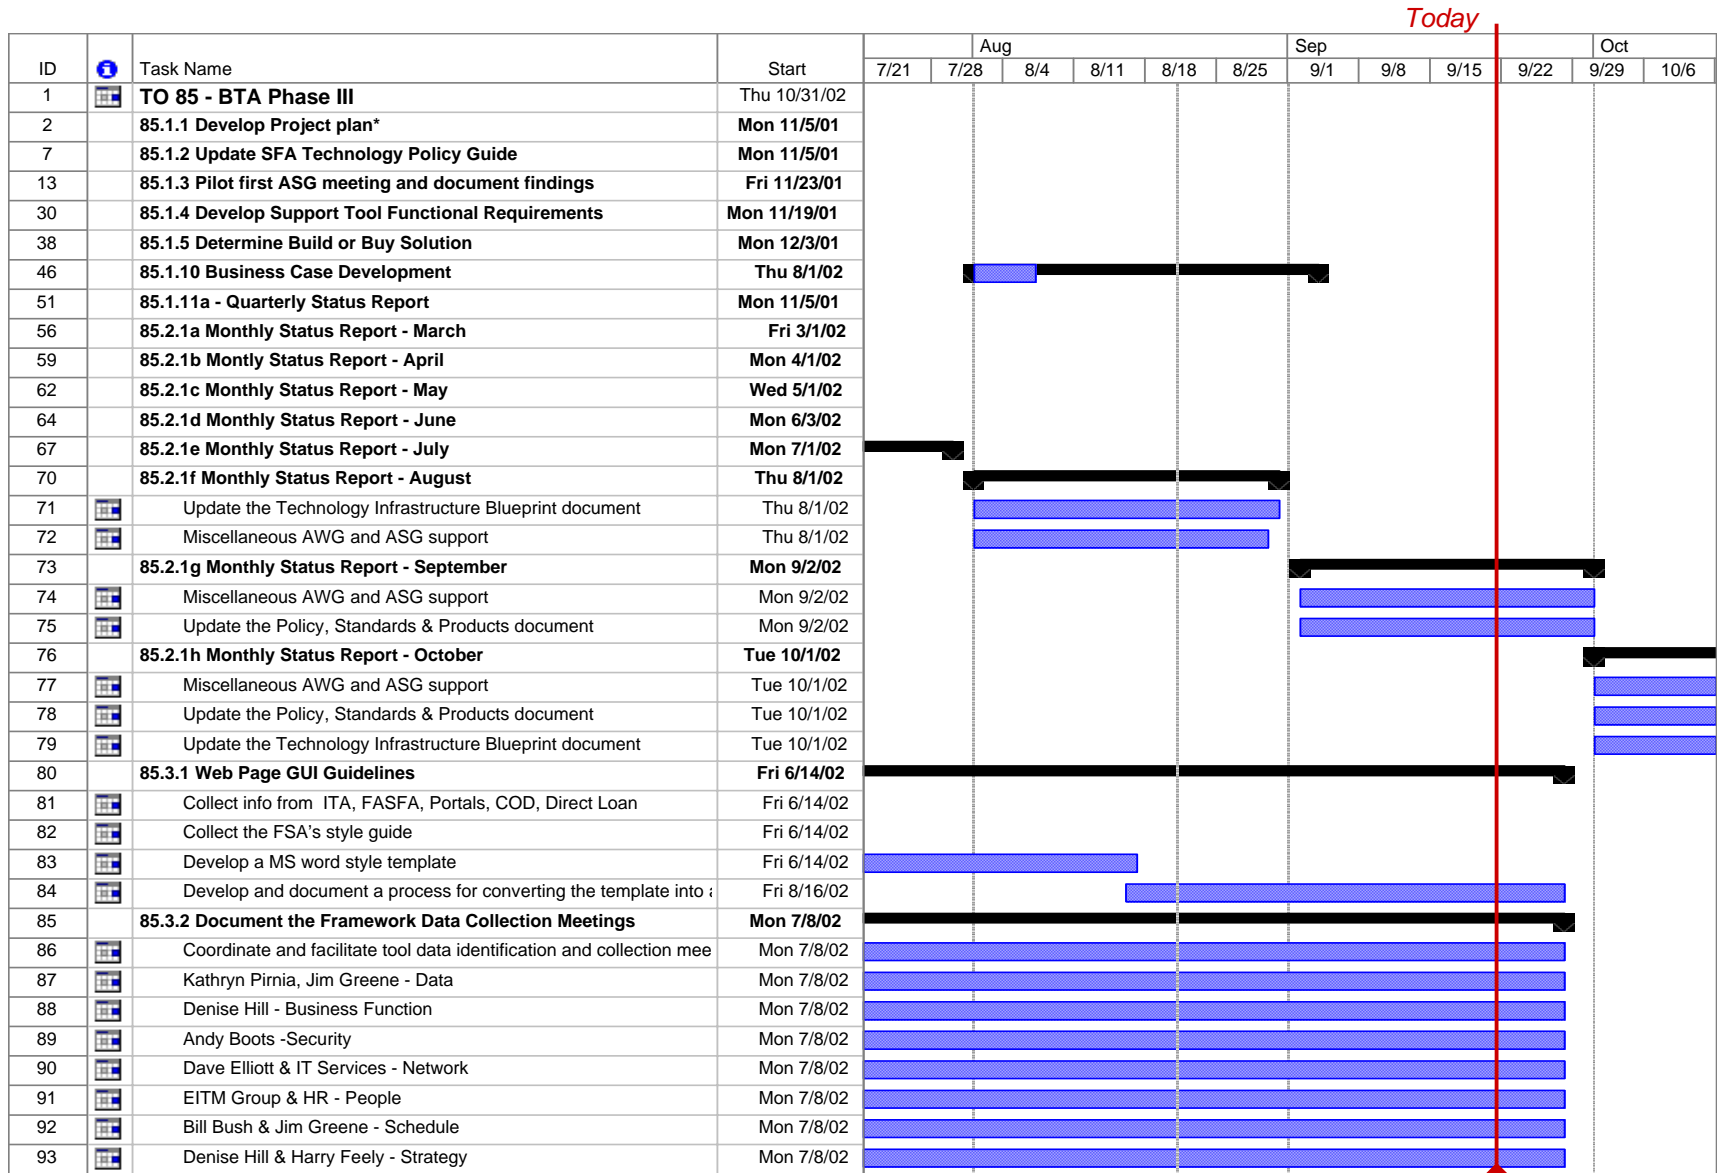 Today
Aug Sep Oct
ID Task Name Start 7/21 7/28 8/4 8/11 8/18 8/25 9/1 9/8 9/15 9/22 9/29 10/6
1 TO 85 - BTA Phase III Thu 10/31/02
2 85.1.1 Develop Project plan* Mon 11/5/01
7 85.1.2 Update SFA Technology Policy Guide Mon 11/5/01
13 85.1.3 Pilot first ASG meeting and document findings Fri 11/23/01
30 85.1.4 Develop Support Tool Functional Requirements Mon 11/19/01
38 85.1.5 Determine Build or Buy Solution Mon 12/3/01
46 85.1.10 Business Case Development Thu 8/1/02
51 85.1.11a - Quarterly Status Report Mon 11/5/01
56 85.2.1a Monthly Status Report - March Fri 3/1/02
59 85.2.1b Montly Status Report - April Mon 4/1/02
62 85.2.1c Monthly Status Report - May Wed 5/1/02
64 85.2.1d Monthly Status Report - June Mon 6/3/02
67 85.2.1e Monthly Status Report - July Mon 7/1/02
70 85.2.1f Monthly Status Report - August Thu 8/1/02
71 Update the Technology Infrastructure Blueprint document Thu 8/1/02
72 Miscellaneous AWG and ASG support Thu 8/1/02
73 85.2.1g Monthly Status Report - September Mon 9/2/02
74 Miscellaneous AWG and ASG support Mon 9/2/02
75 Update the Policy, Standards & Products document Mon 9/2/02
76 85.2.1h Monthly Status Report - October Tue 10/1/02
77 Miscellaneous AWG and ASG support Tue 10/1/02
78 Update the Policy, Standards & Products document Tue 10/1/02
79 Update the Technology Infrastructure Blueprint document Tue 10/1/02
80 85.3.1 Web Page GUI Guidelines Fri 6/14/02
81 Collect info from ITA, FASFA, Portals, COD, Direct Loan Fri 6/14/02
82 Collect the FSA's style guide Fri 6/14/02
83 Develop a MS word style template Fri 6/14/02
84 Develop and document a process for converting the template into Fri 8/16/02
85 85.3.2 Document the Framework Data Collection Meetings Mon 7/8/02
86 Coordinate and facilitate tool data identification and collection mee Mon 7/8/02
87 Kathryn Pirnia, Jim Greene - Data Mon 7/8/02
88 Denise Hill - Business Function Mon 7/8/02
89 Andy Boots -Security Mon 7/8/02
90 Dave Elliott & IT Services - Network Mon 7/8/02
91 EITM Group & HR - People Mon 7/8/02
92 Bill Bush & Jim Greene - Schedule Mon 7/8/02
93 Denise Hill & Harry Feely - Strategy Mon 7/8/02